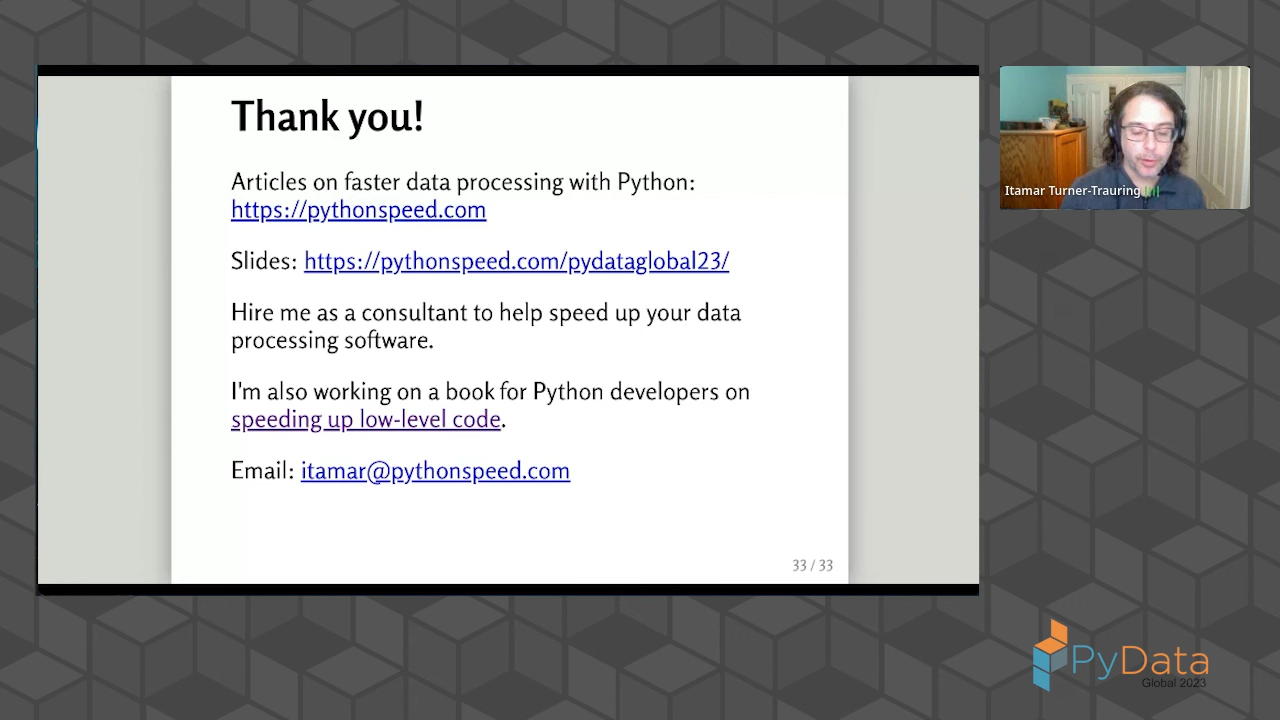 Thank you!
Articles on faster data processing with Python:
https://pythonspeed.com
Slides: https://pythonspeed.com/pydataglobal23/
Hire me as a consultant to help speed up your data
processing software.
I'm also working on a book for Python developers on
speeding up low-level code.
Email: itamar@pythonspeed.com
33 / 33
Itamar Turner-Trauring
PyData
Global 2023